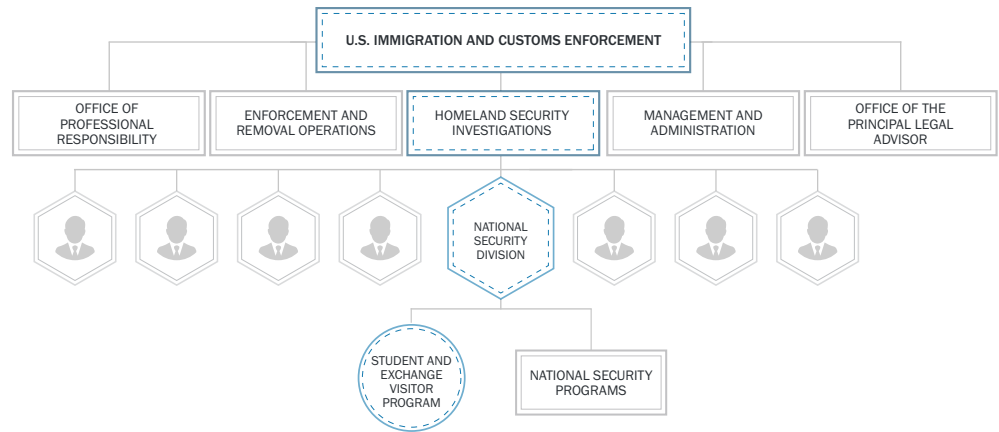 U.S. IMMIGRATION AND CUSTOMS ENFORCEMENT
OFFICE OF
PROFESSIONAL
RESPONSIBILITY
ENFORCEMENT AND
REMOVAL OPERATIONS
HOMELAND SECURITY
INVESTIGATIONS
MANAGEMENT AND
ADMINISTRATION
OFFICE OF THE
PRINCIPAL LEGAL
ADVISOR
NATIONAL
SECURITY
DIVISION
STUDENT AND
EXCHANGE
VISITOR
PROGRAM
NATIONAL SECURITY
PROGRAMS